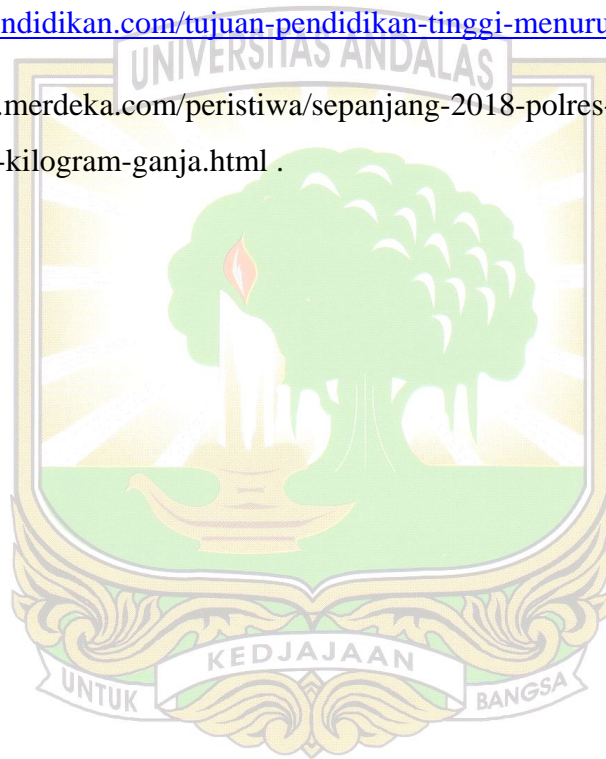 ndidikan.com/tujuan-pendidikan-tinggi-menuru
UNIVERSITAS ANDALAS
.merdeka.com/peristiwa/sepanjang-2018-polres-
-kilogram-ganja.html .
UNTUK KEDJAJAAN BANGSA